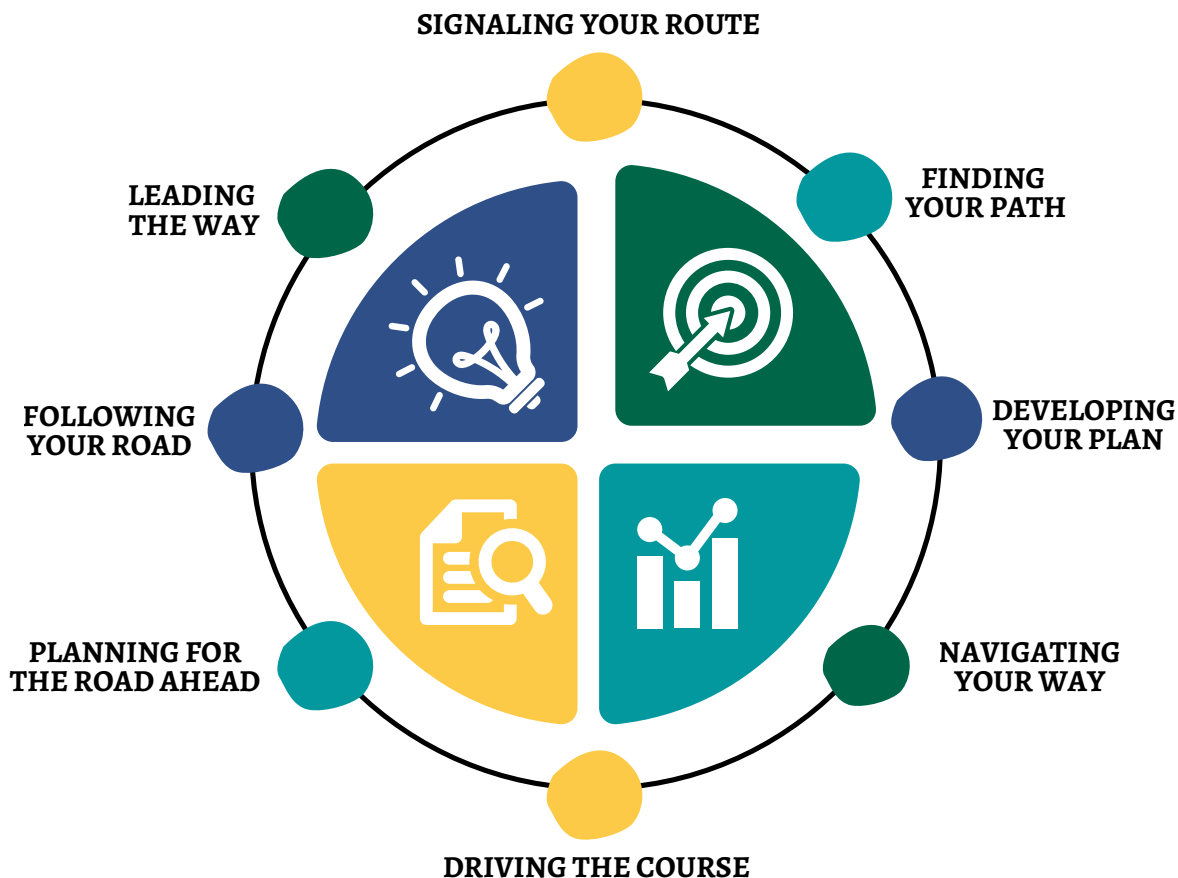 SIGNALING YOUR ROUTE
FINDING
YOUR PATH
DEVELOPING
YOUR PLAN
NAVIGATING
YOUR WAY
DRIVING THE COURSE
PLANNING FOR
THE ROAD AHEAD
FOLLOWING
YOUR ROAD
LEADING
THE WAY